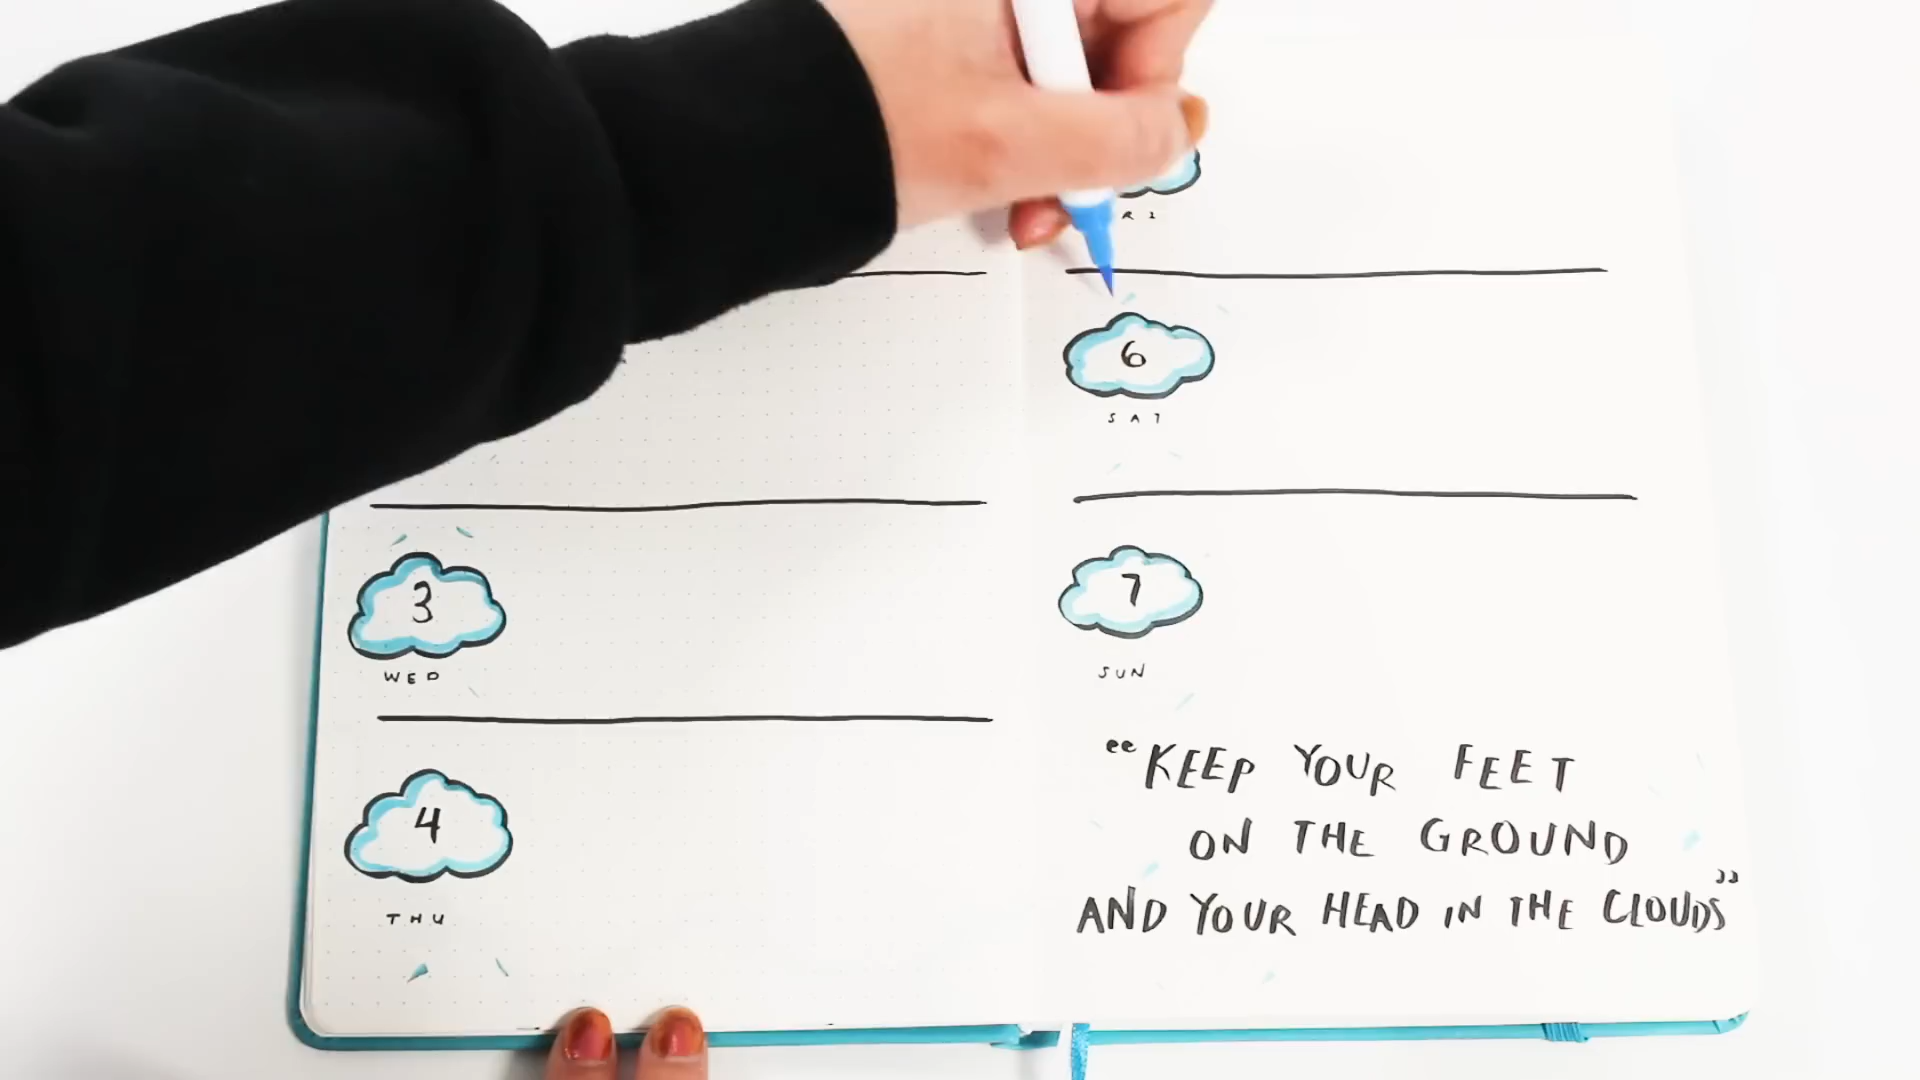 3
WED
4
THU
RI
6
SAT
7
SUN
“KEEP YOUR FEET
ON THE GROUND
AND YOUR HEAD IN THE CLOUDS”